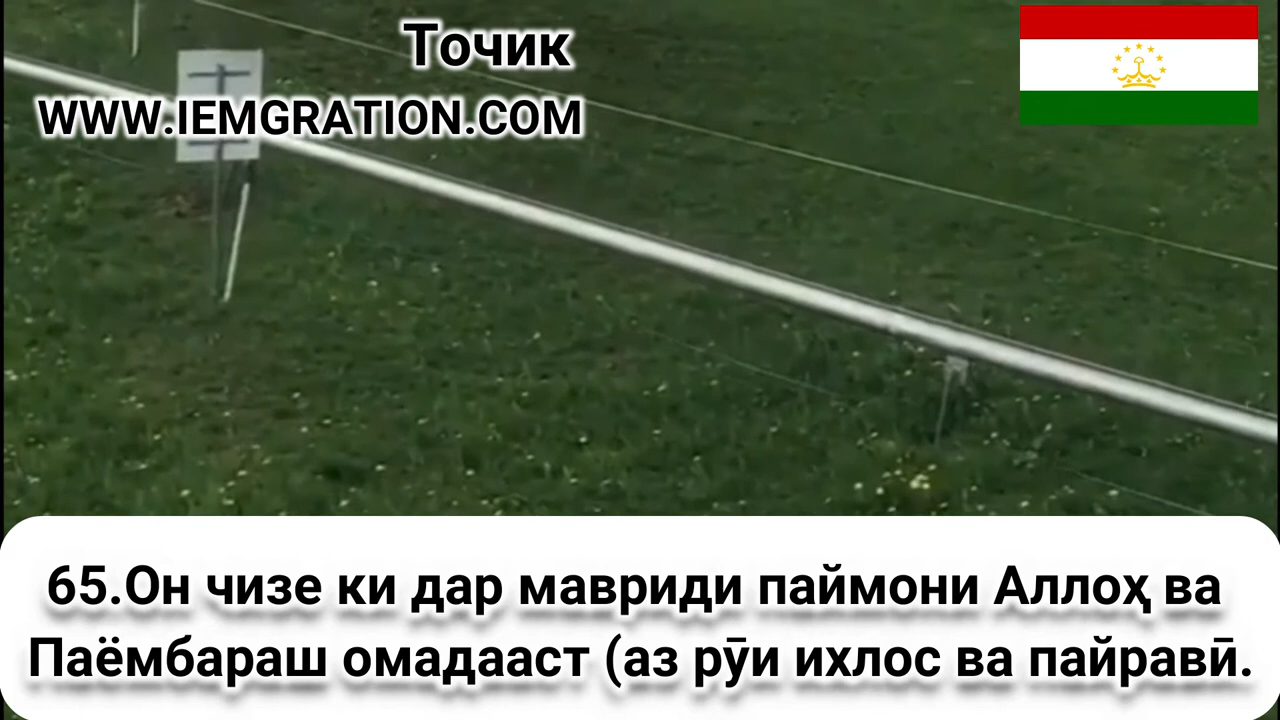 Точик
WWW.IEMGRATION.COM
65.Он чизе ки дар мавриди паймони Аллоҳ ва
Паёмбараш омадааст (аз рӯи ихлос ва пайравӣ.